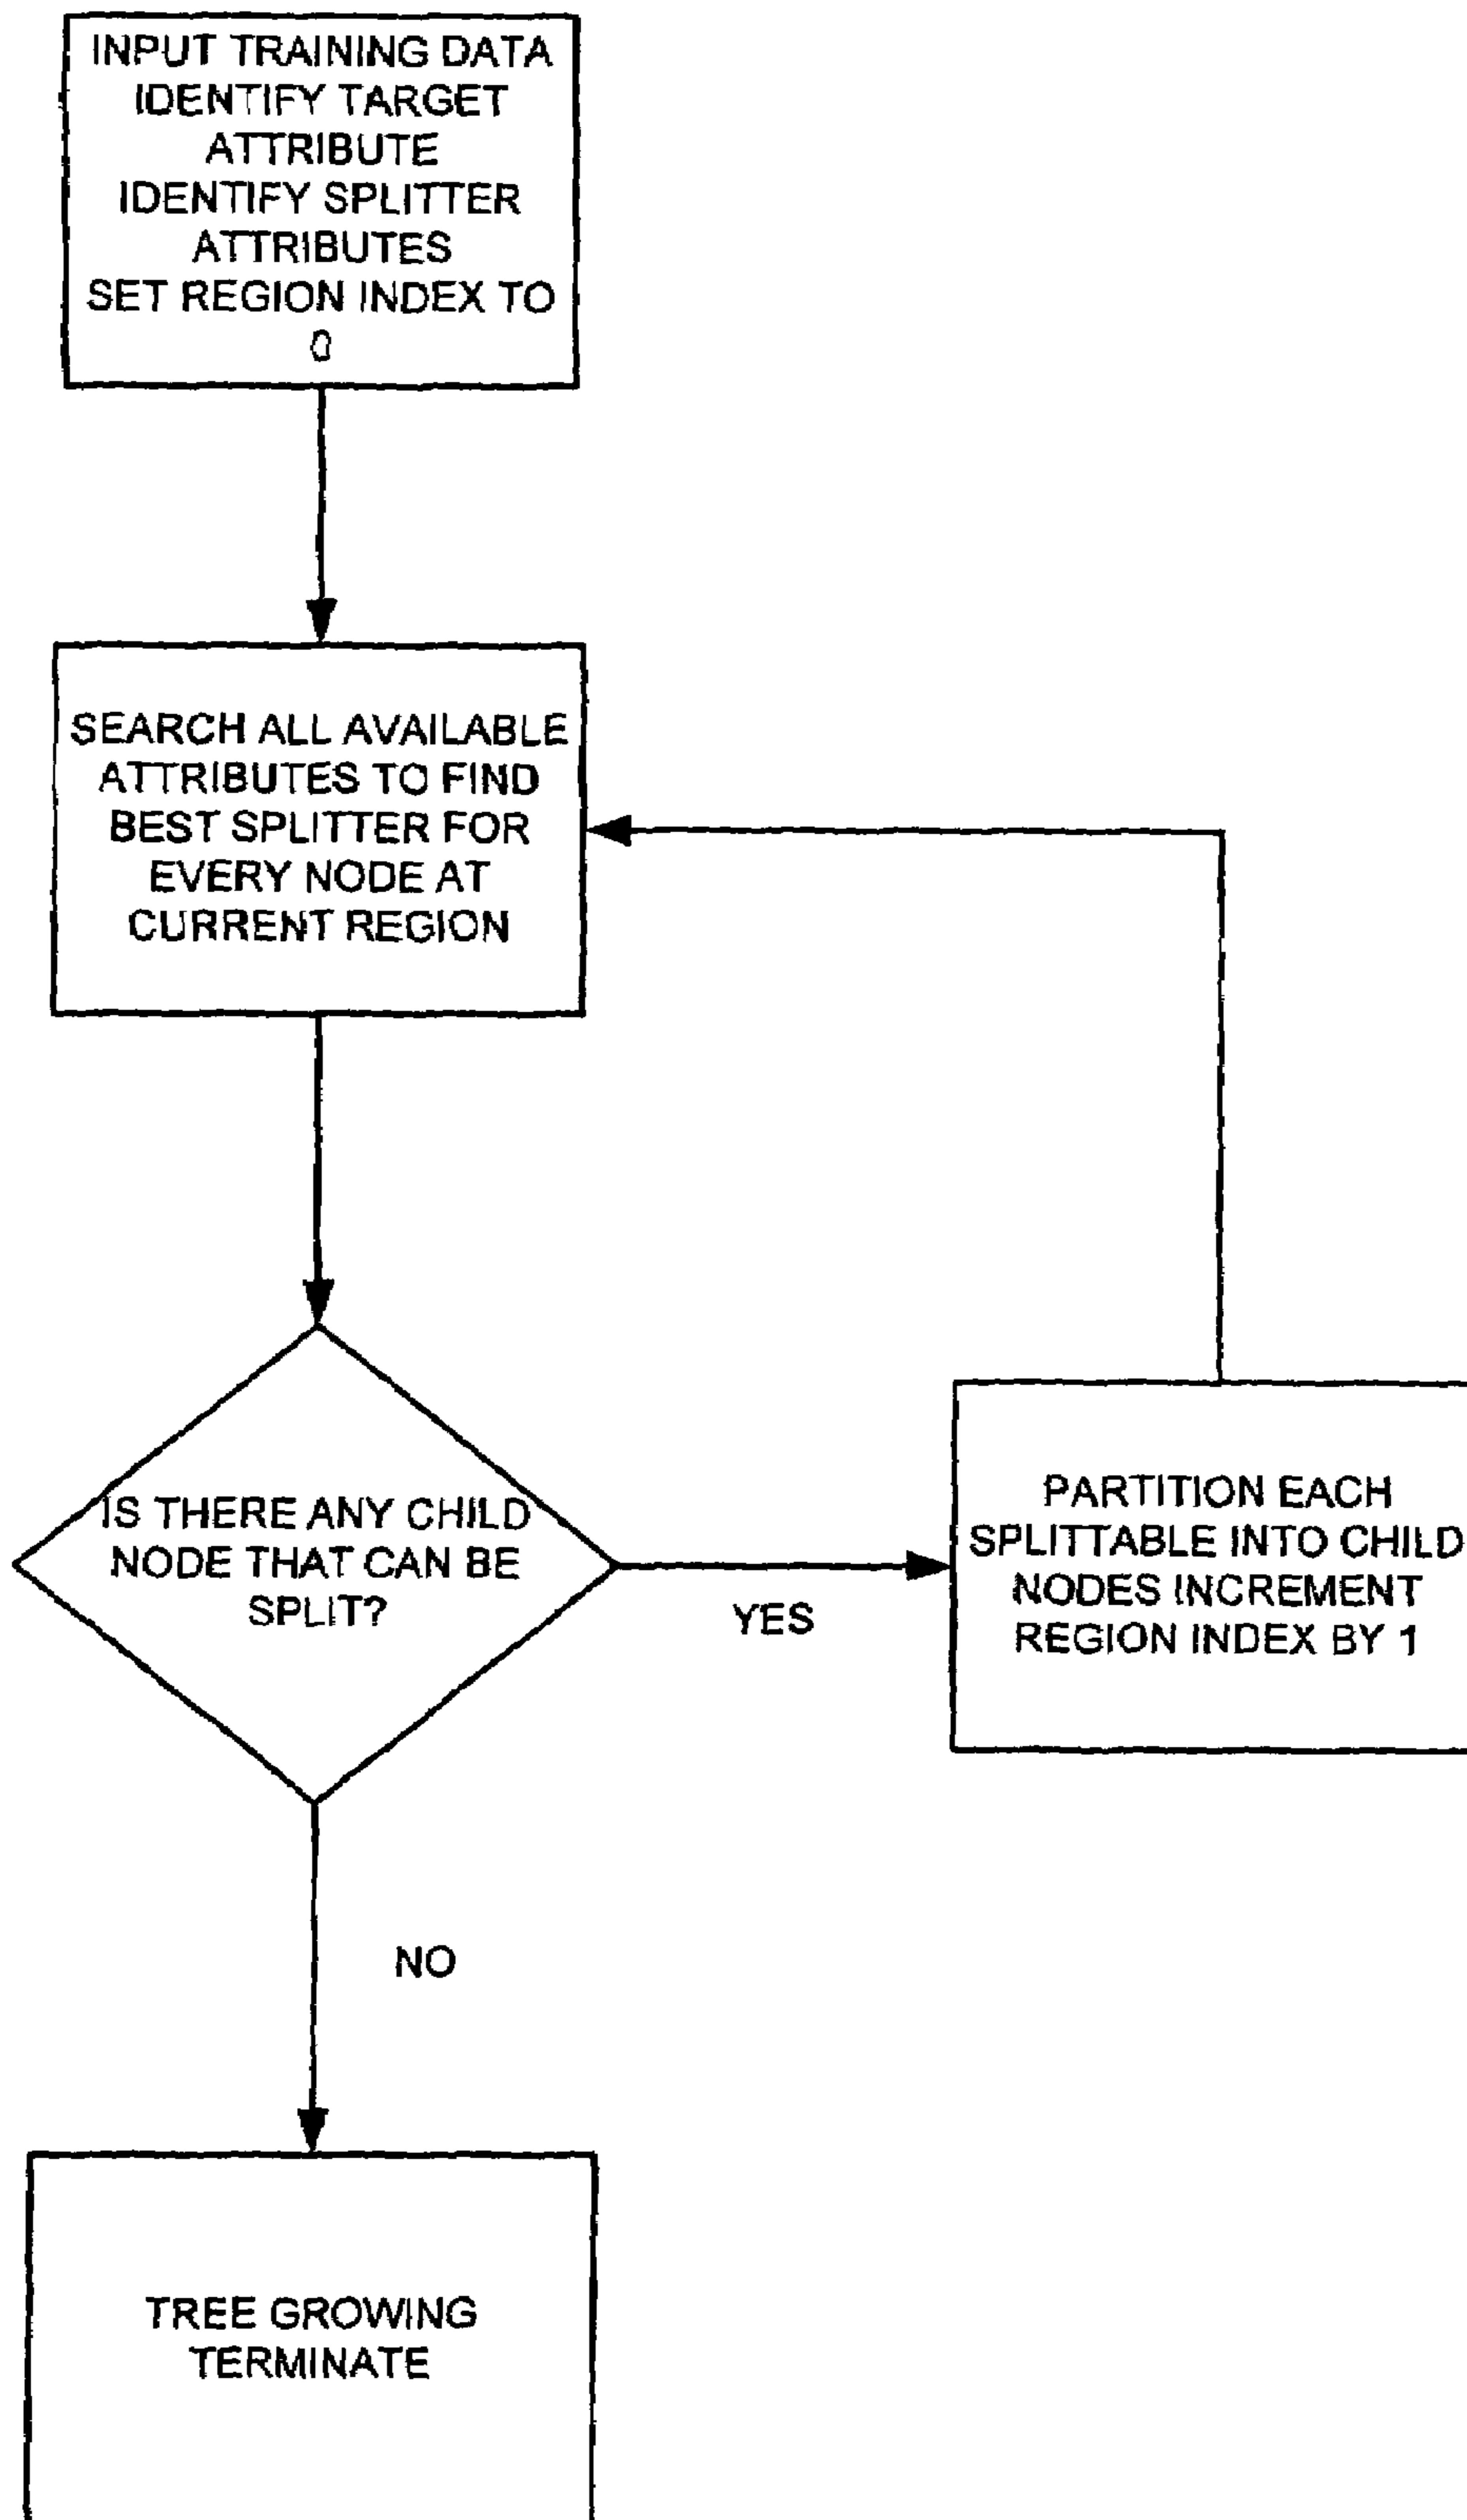 INPUT TRAINING DATA
IDENTIFY TARGET
ATTRIBUTE
IDENTIFY SPLITTER
ATTRIBUTES
SET REGION INDEX TO
0
SEARCH ALL AVAILABLE
ATTRIBUTES TO FIND
BEST SPLITTER FOR
EVERY NODE AT
CURRENT REGION
IS THERE ANY CHILD
NODE THAT CAN BE
SPLIT?
YES
PARTITION EACH
SPLITTABLE INTO CHILD
NODES INCREMENT
REGION INDEX BY 1
NO
TREE GROWING
TERMINATE